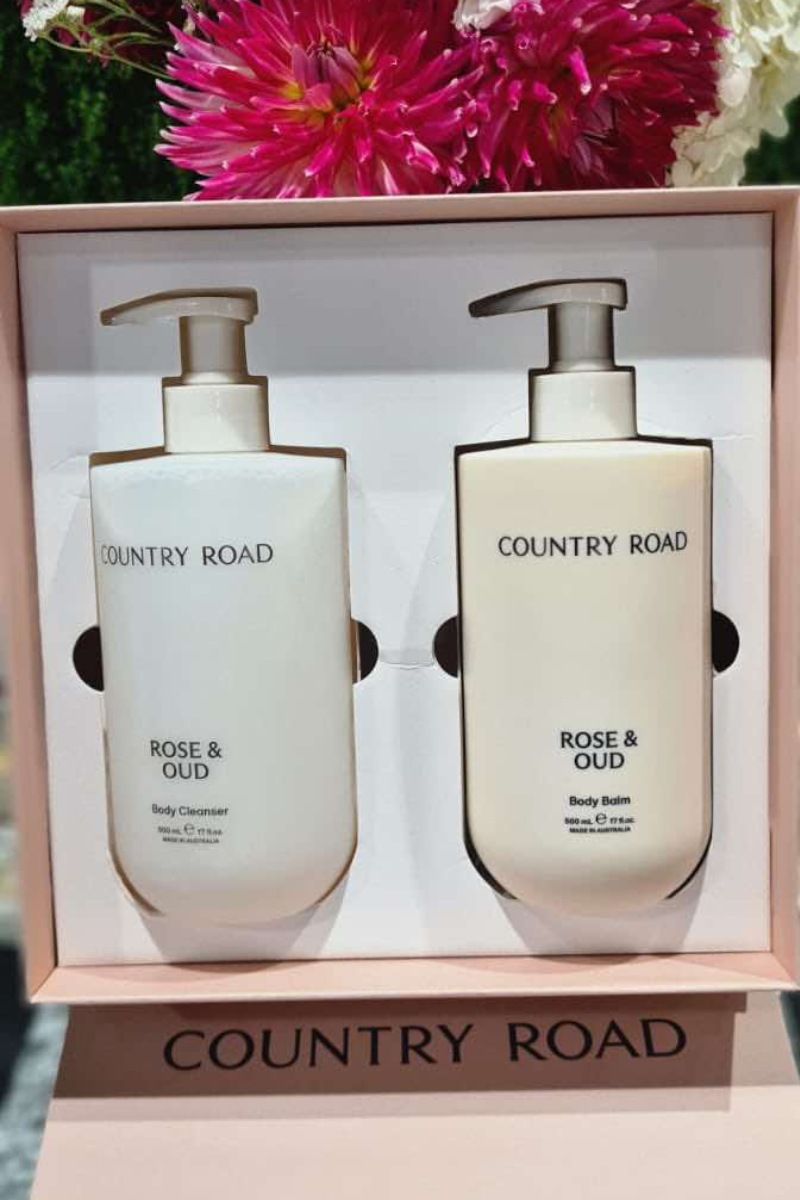 COUNTRY ROAD
ROSE &
OUD
Body Cleanser
500 mL ℮ 17 fl.oz.
MADE IN AUSTRALIA
COUNTRY ROAD
ROSE &
OUD
Body Balm
500 mL ℮ 17 fl.oz.
MADE IN AUSTRALIA
COUNTRY ROAD